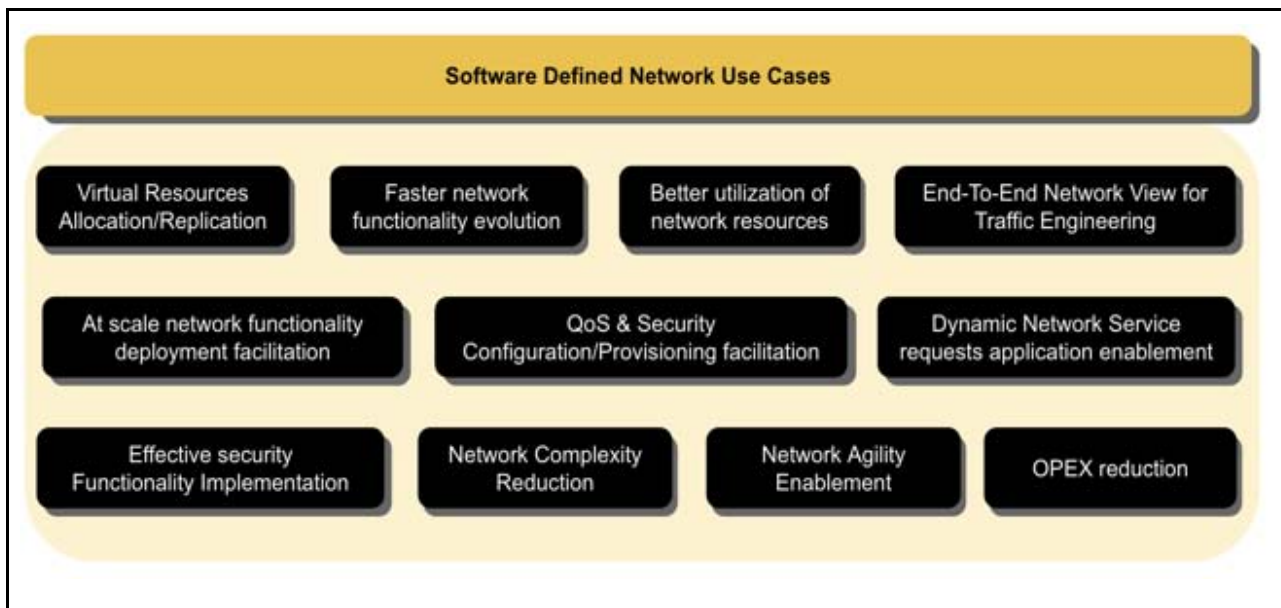 Software Defined Network Use Cases
Virtual Resources
Allocation/Replication
Faster network
functionality evolution
Better utilization of
network resources
End-To-End Network View for
Traffic Engineering
At scale network functionality
deployment facilitation
QoS & Security
Configuration/Provisioning facilitation
Dynamic Network Service
requests application enablement
Effective security
Functionality Implementation
Network Complexity
Reduction
Network Agility
Enablement
OPEX reduction